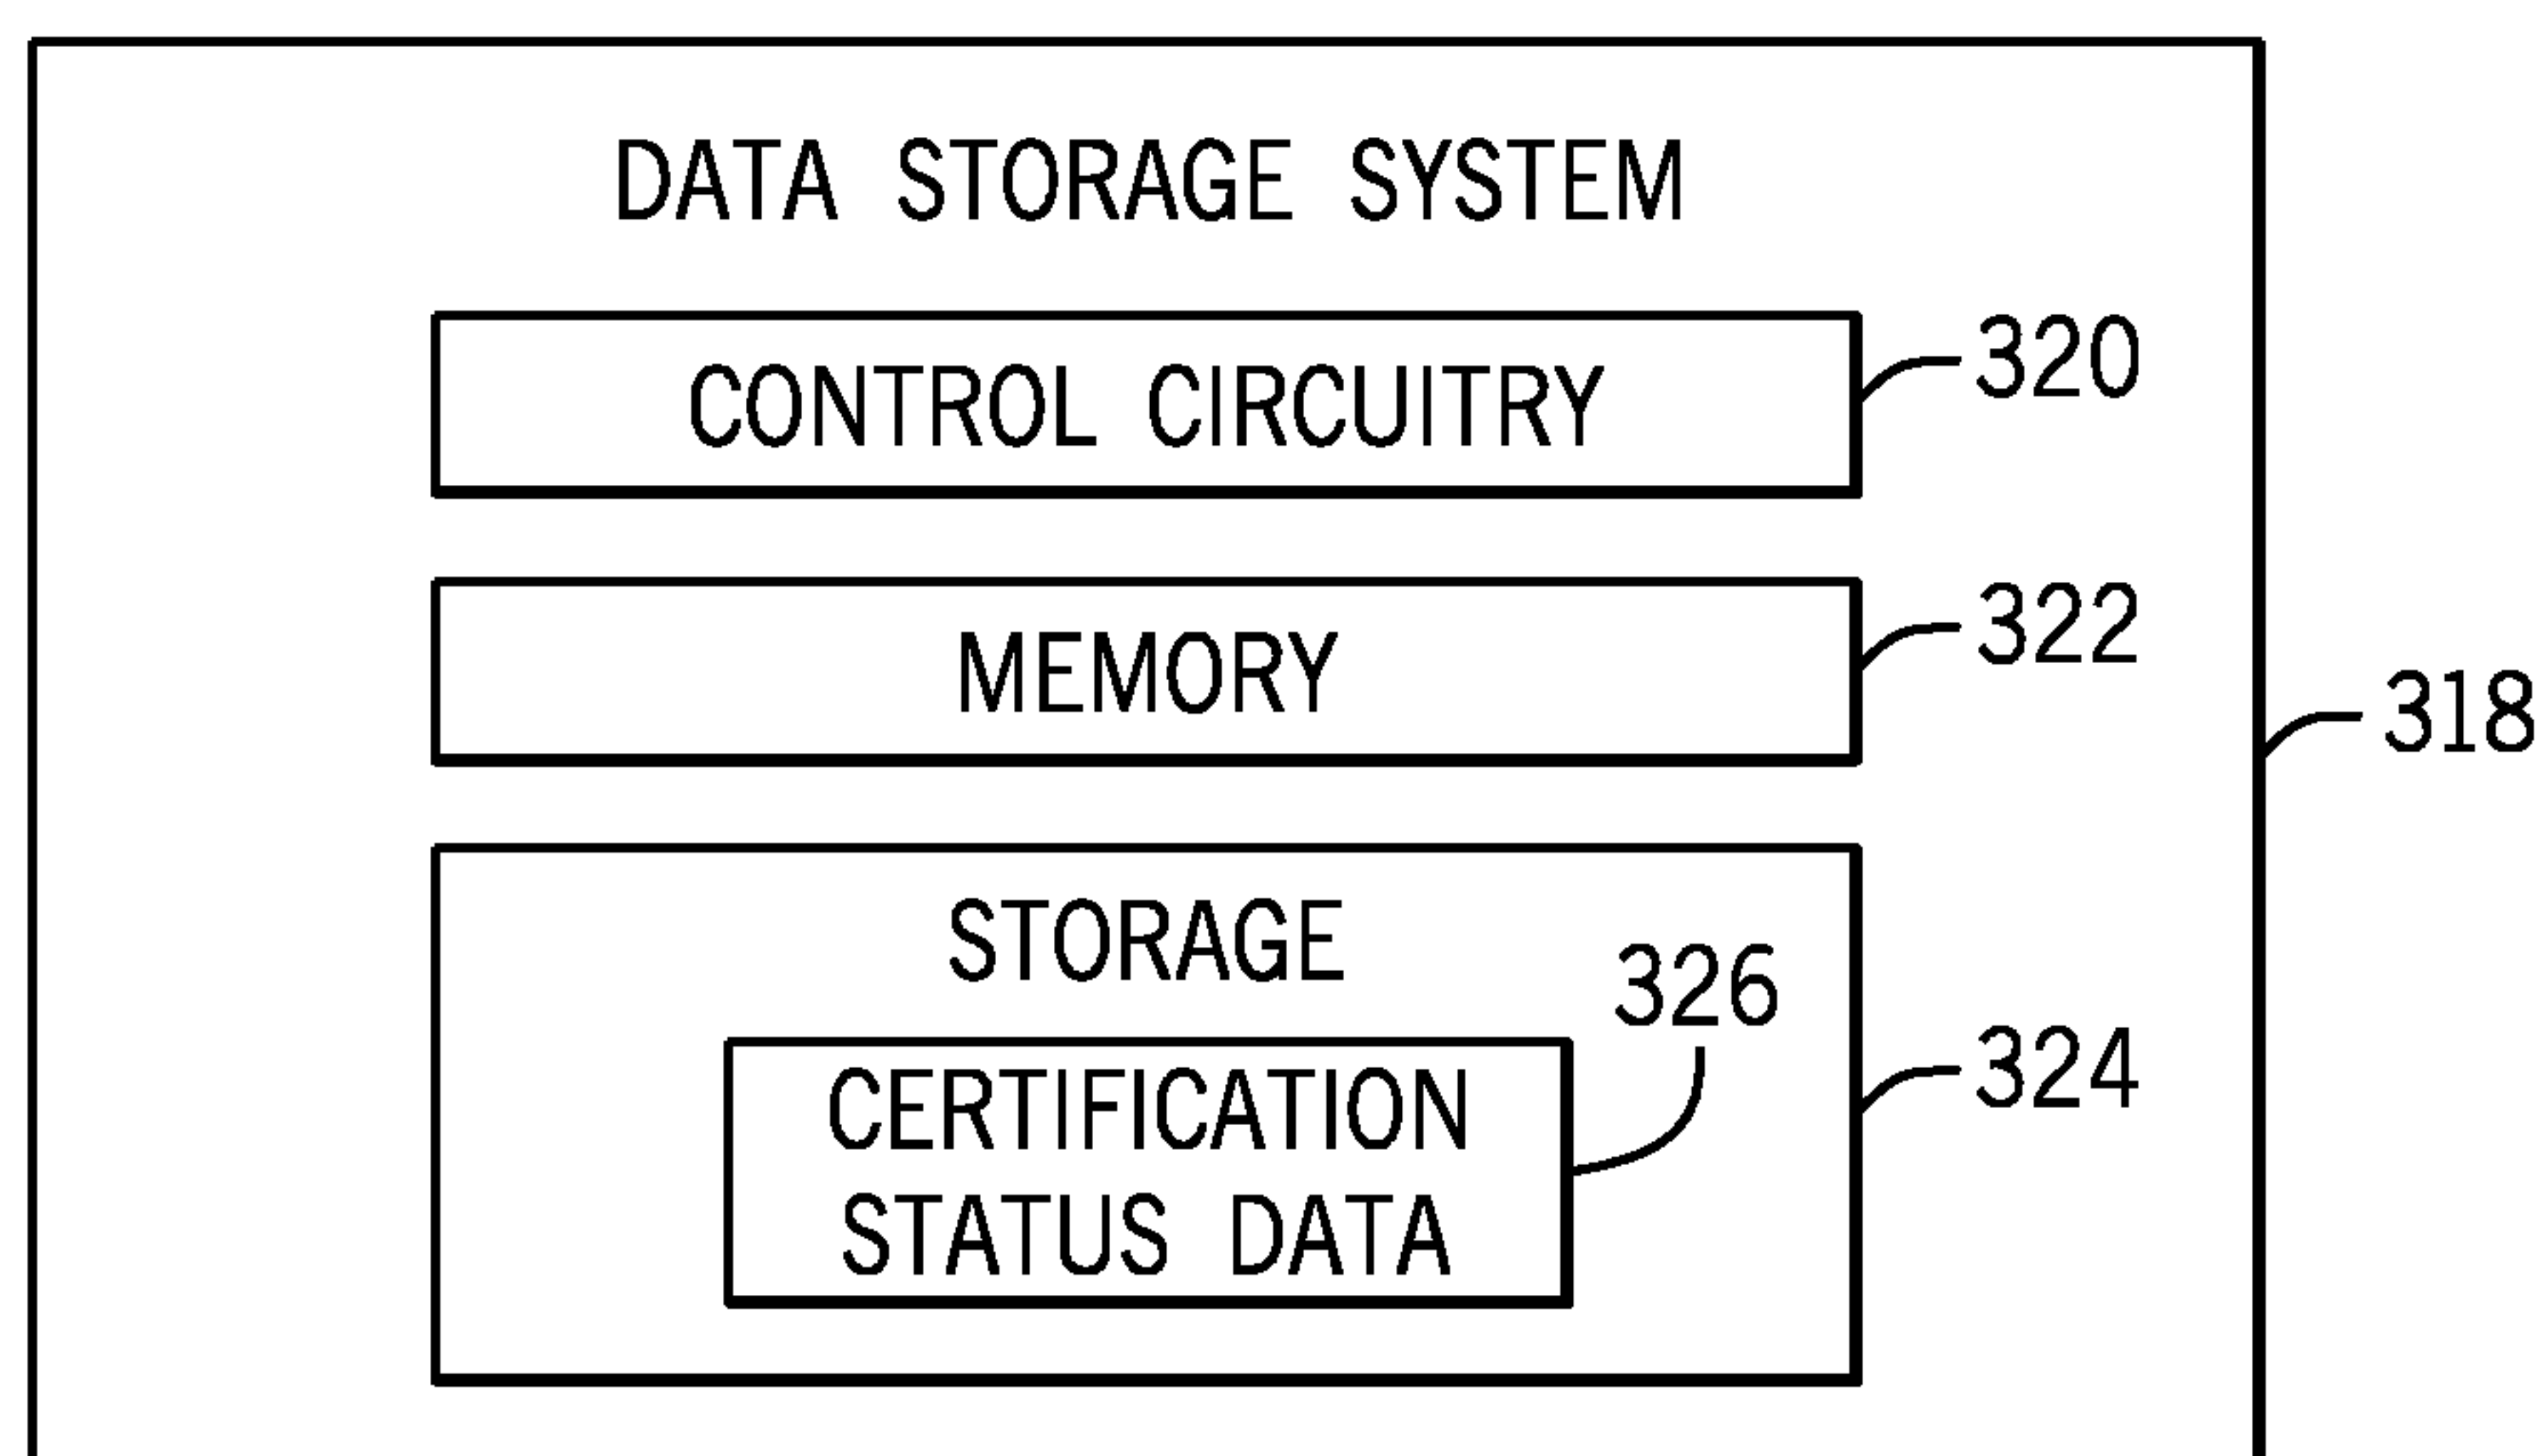 DATA STORAGE SYSTEM
CONTROL CIRCUITRY
320
MEMORY
322
318
STORAGE
326
CERTIFICATION
STATUS DATA
324